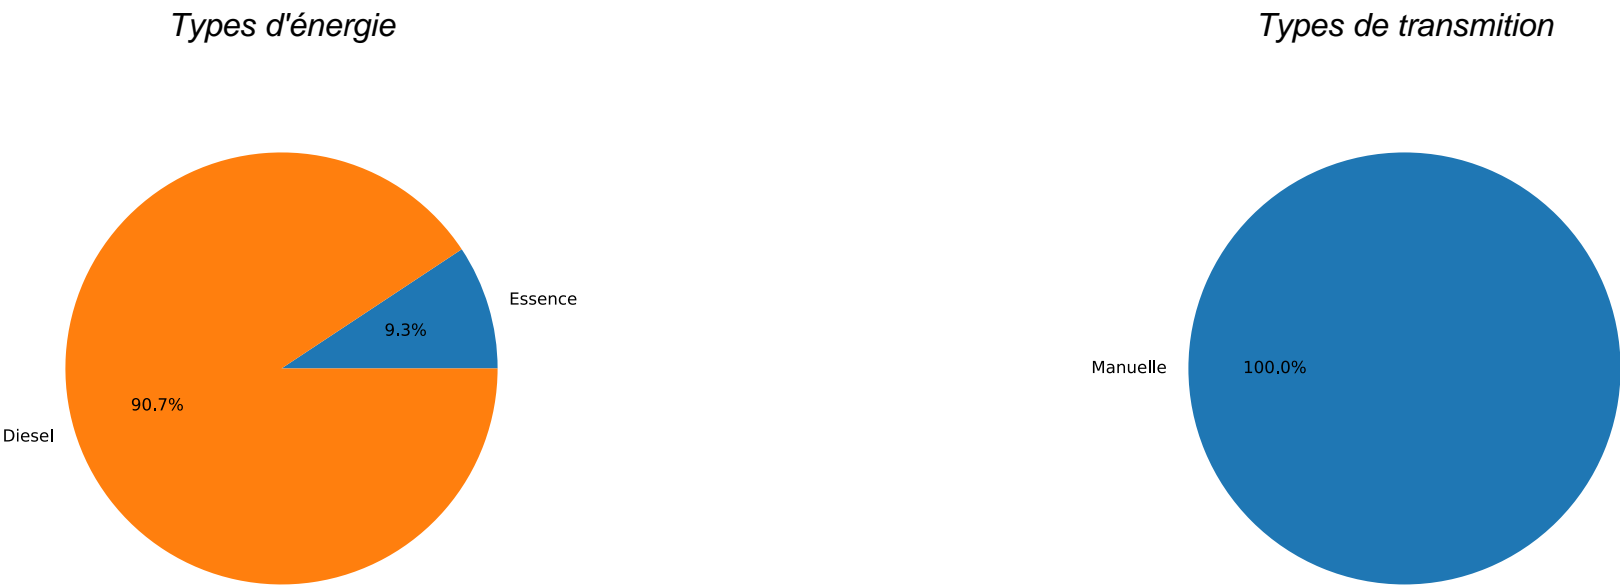 Types d'énergie
Types de transmition
Essence
9.3%
90.7%
Diesel
Manuelle
100.0%